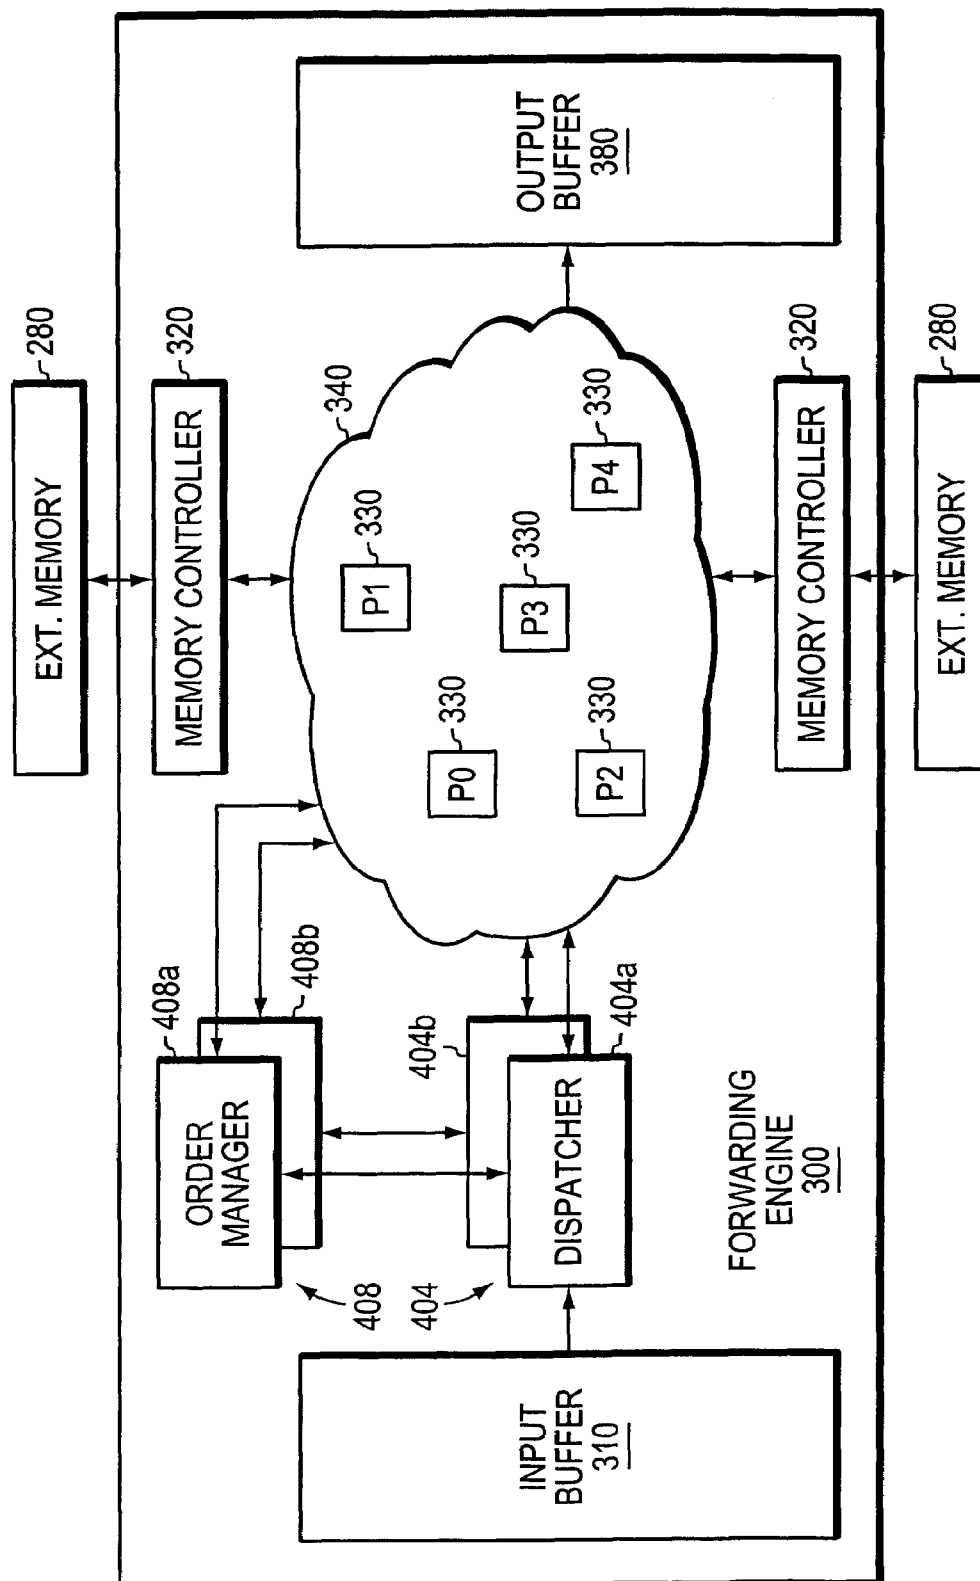 EXT. MEMORY
280
MEMORY CONTROLLER
320
408a
ORDER
MANAGER
408b
408
340
P1
330
P0
330
P3
330
P4
330
P2
330
OUTPUT
BUFFER
380
404
404b
DISPATCHER
404a
INPUT
BUFFER
310
MEMORY CONTROLLER
320
FORWARDING
ENGINE
300
EXT. MEMORY
280